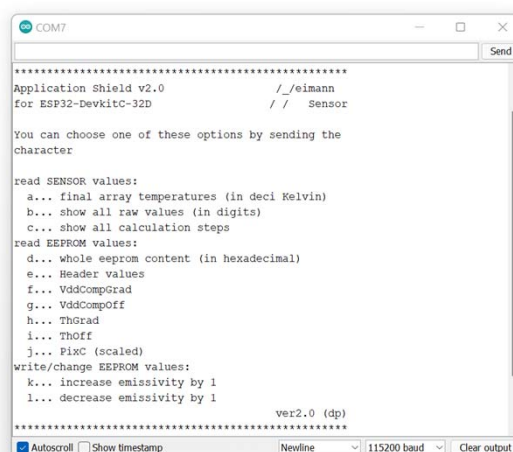 COM7
Send
**************************************************
Application Shield v2.0 /_/eimann
for ESP32-DevkitC-32D / / Sensor
You can choose one of these options by sending the
character
read SENSOR values:
a... final array temperatures (in deci Kelvin)
b... show all raw values (in digits)
c... show all calculation steps
read EEPROM values:
d... whole eeprom content (in hexadecimal)
e... Header values
f... VddCompGrad
g... VddCompOff
h... ThGrad
i... ThOff
j... PixC (scaled)
write/change EEPROM values:
k... increase emissivity by 1
l... decrease emissivity by 1
ver2.0 (dp)
**************************************************
Autoscroll Show timestamp Newline 115200 baud Clear output